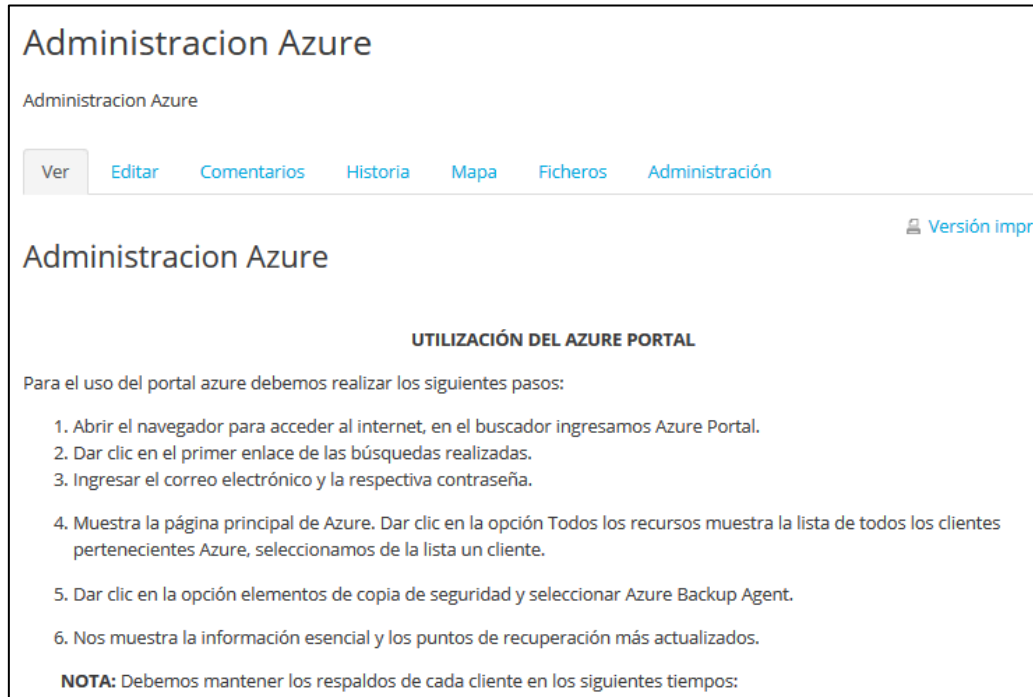 Administracion Azure
Administracion Azure
Ver Editar Comentarios Historia Mapa Ficheros Administración
Versión impr
Administracion Azure
UTILIZACIÓN DEL AZURE PORTAL
Para el uso del portal azure debemos realizar los siguientes pasos:
1. Abrir el navegador para acceder al internet, en el buscador ingresamos Azure Portal.
2. Dar clic en el primer enlace de las búsquedas realizadas.
3. Ingresar el correo electrónico y la respectiva contraseña.
4. Muestra la página principal de Azure. Dar clic en la opción Todos los recursos muestra la lista de todos los clientes
pertenecientes Azure, seleccionamos de la lista un cliente.
5. Dar clic en la opción elementos de copia de seguridad y seleccionar Azure Backup Agent.
6. Nos muestra la información esencial y los puntos de recuperación más actualizados.
NOTA: Debemos mantener los respaldos de cada cliente en los siguientes tiempos: